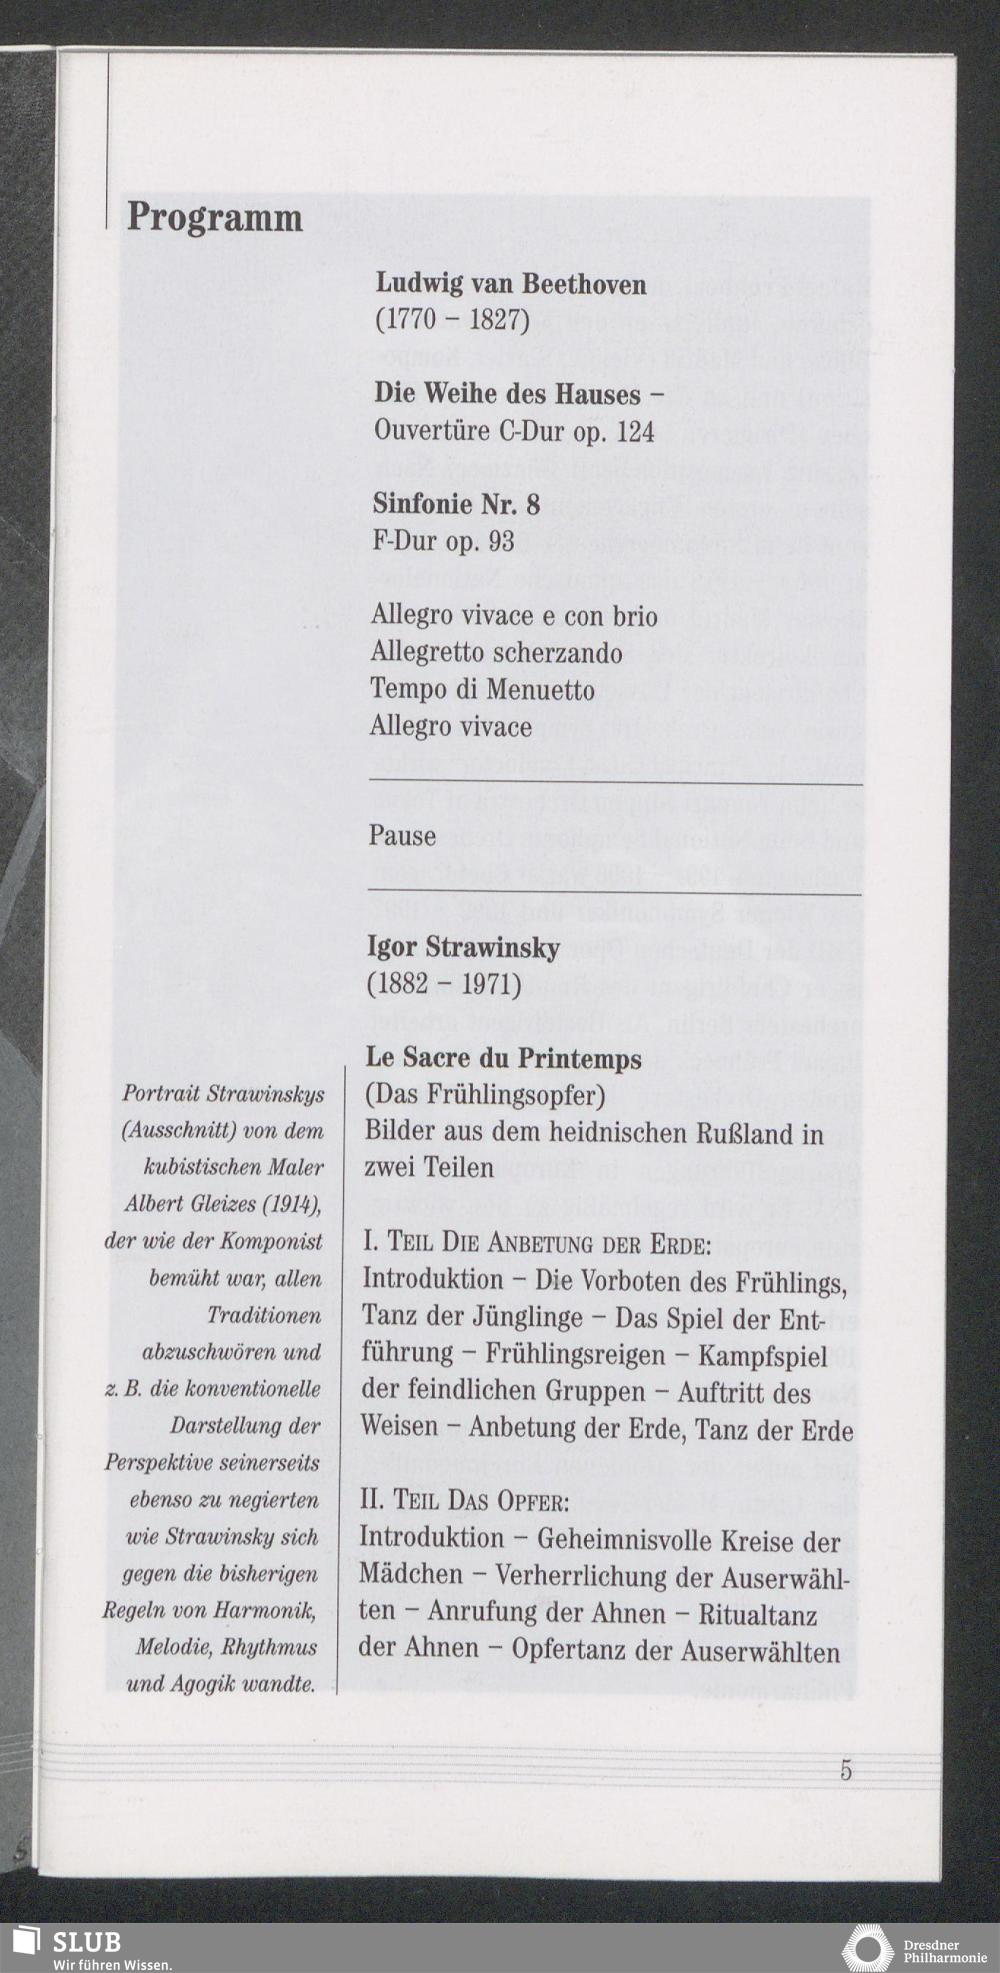 Programm
Ludwig van Beethoven
(1770 – 1827)
Die Weihe des Hauses –
Ouvertüre C-Dur op. 124
Sinfonie Nr. 8
F-Dur op. 93
Allegro vivace e con brio
Allegretto scherzando
Tempo di Menuetto
Allegro vivace
Pause
Igor Strawinsky
(1882 – 1971)
Le Sacre du Printemps
(Das Frühlingsopfer)
Bilder aus dem heidnischen Rußland in
zwei Teilen
I. Teil Die Anbetung der Erde:
Introduktion – Die Vorboten des Frühlings,
Tanz der Jünglinge – Das Spiel der Ent-
führung – Frühlingsreigen – Kampfspiel
der feindlichen Gruppen – Auftritt des
Weisen – Anbetung der Erde, Tanz der Erde
II. Teil Das Opfer:
Introduktion – Geheimnisvolle Kreise der
Mädchen – Verherrlichung der Auserwähl-
ten – Anrufung der Ahnen – Ritualtanz
der Ahnen – Opfertanz der Auserwählten
Portrait Strawinskys
(Ausschnitt) von dem
kubistischen Maler
Albert Gleizes (1914),
der wie der Komponist
bemüht war, allen
Traditionen
abzuschwören und
z. B. die konventionelle
Darstellung der
Perspektive seinerseits
ebenso zu negierten
wie Strawinsky sich
gegen die bisherigen
Regeln von Harmonik,
Melodie, Rhythmus
und Agogik wandte.
5
SLUB
Wir führen Wissen.
Dresdner
Philharmonie